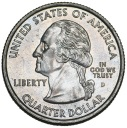 UNITED STATES OF AMERICA
LIBERTY
IN
GOD WE
TRUST
D
QUARTER DOLLAR